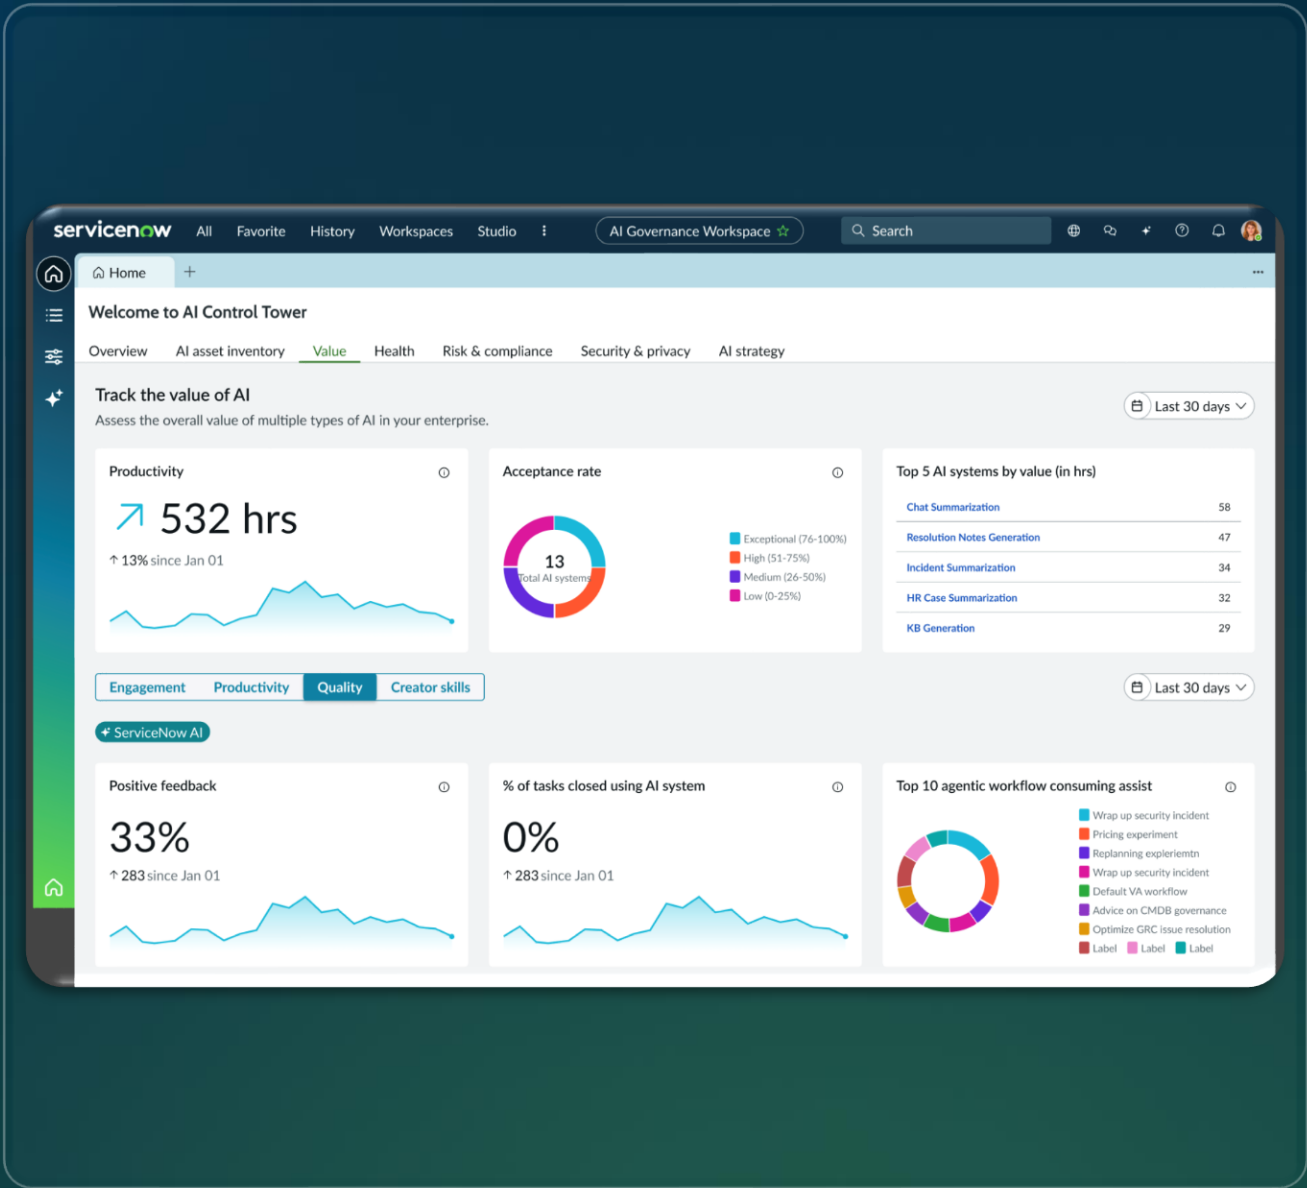 servicenow All Favorite History Workspaces Studio AI Governance Workspace Search
Home
Welcome to AI Control Tower
Overview AI asset inventory Value Health Risk & compliance Security & privacy AI strategy
Track the value of AI
Assess the overall value of multiple types of AI in your enterprise.
Last 30 days
Productivity
532 hrs
↑ 13% since Jan 01
Acceptance rate
13
Total AI systems
Exceptional (76-100%)
High (51-75%)
Medium (26-50%)
Low (0-25%)
Top 5 AI systems by value (in hrs)
Chat Summarization 58
Resolution Notes Generation 47
Incident Summarization 34
HR Case Summarization 32
KB Generation 29
Engagement Productivity Quality Creator skills
Last 30 days
ServiceNow AI
Positive feedback
33%
↑ 283 since Jan 01
% of tasks closed using AI system
0%
↑ 283 since Jan 01
Top 10 agentic workflow consuming assist
Wrap up security incident
Pricing experiment
Replanning expleriemtn
Wrap up security incident
Default VA workflow
Advice on CMDB governance
Optimize GRC issue resolution
Label Label Label